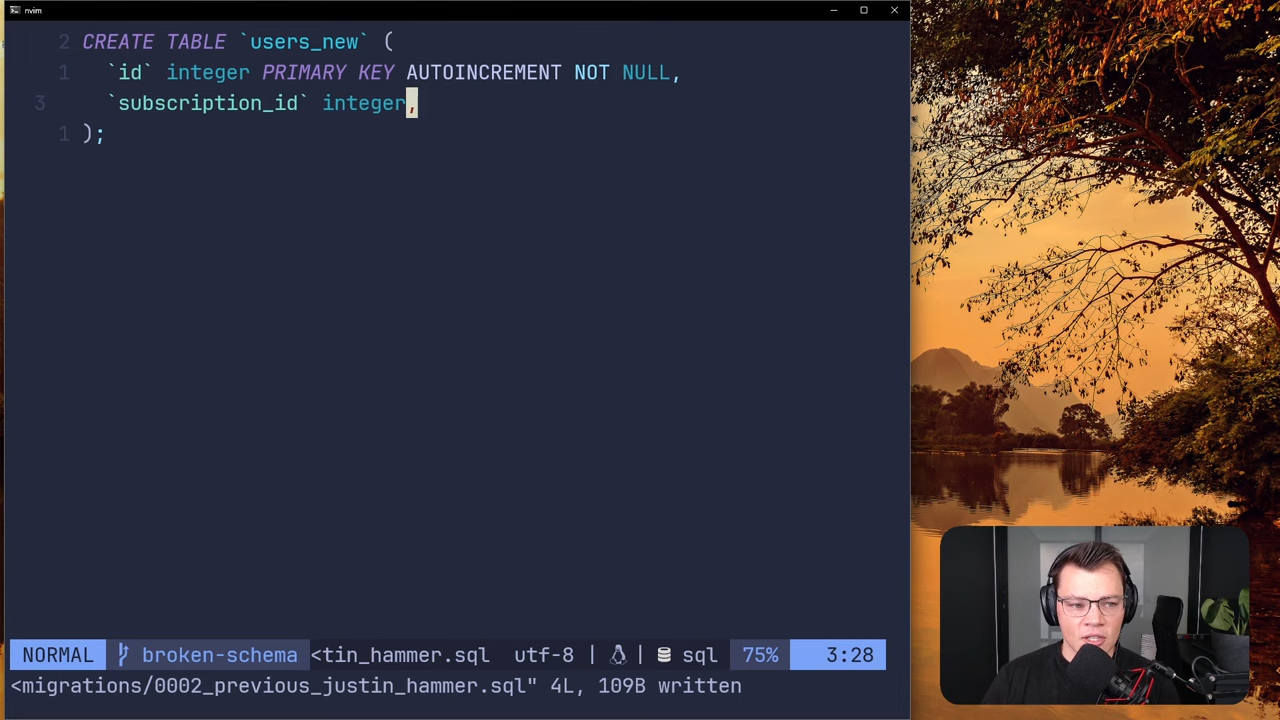 nvim
2 CREATE TABLE `users_new` (
1 `id` integer PRIMARY KEY AUTOINCREMENT NOT NULL,
3 `subscription_id` integer,
1 );
NORMAL broken-schema <tin_hammer.sql utf-8 | | sql 75% 3:28
<migrations/0002_previous_justin_hammer.sql" 4L, 109B written